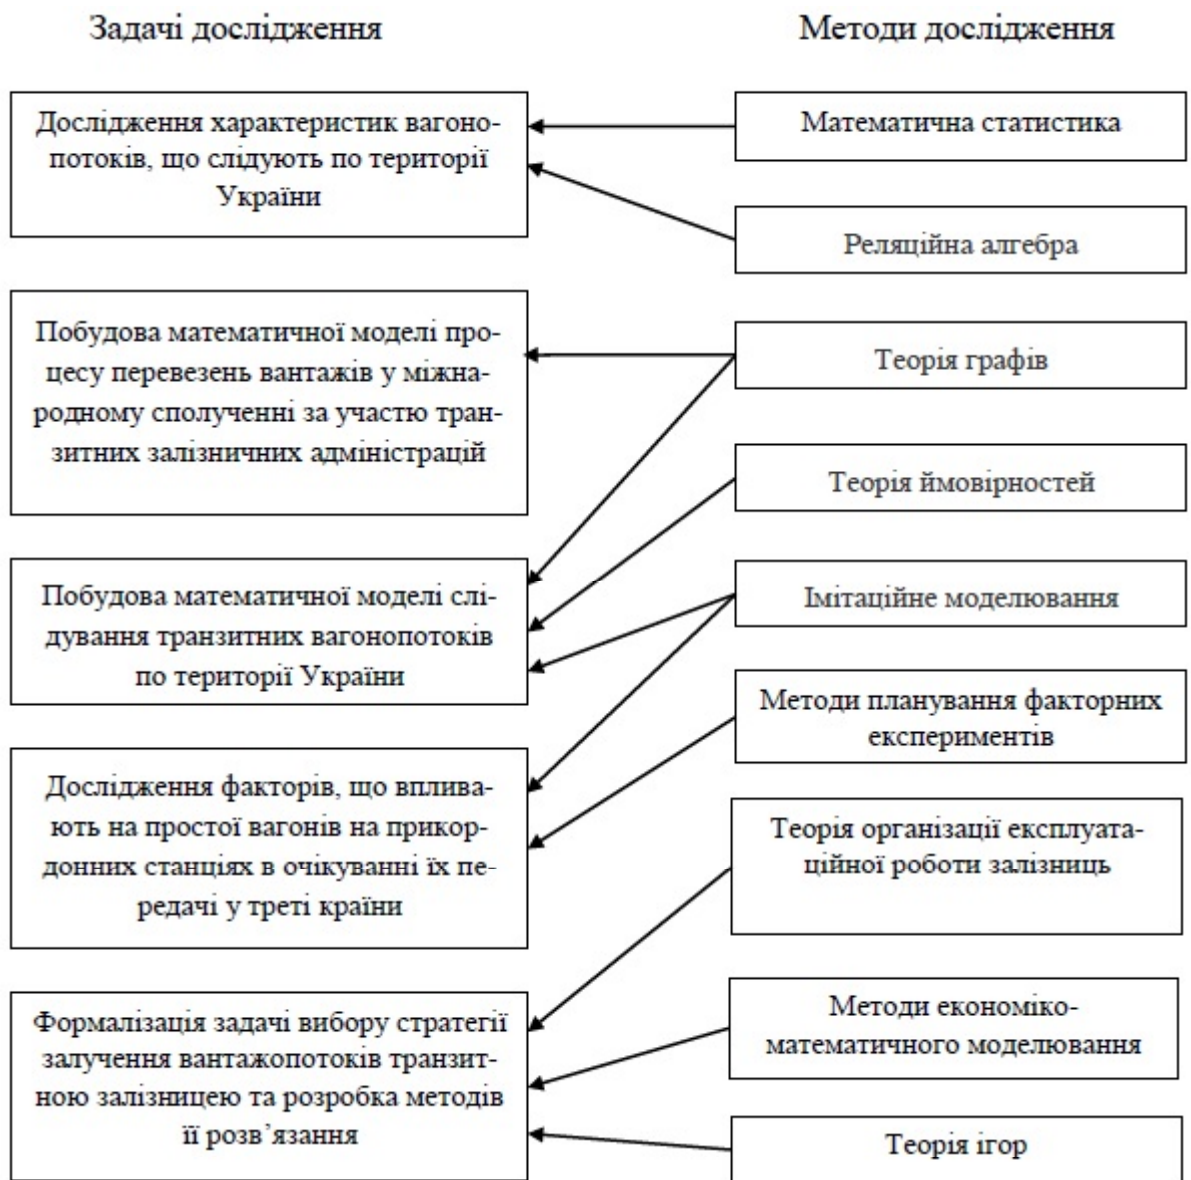 Задачі дослідження
Методи дослідження
Дослідження характеристик вагоно-
потоків, що слідують по території
України
Побудова математичної моделі про-
цесу перевезень вантажів у міжна-
родному сполученні за участю тран-
зитних залізничних адміністрацій
Побудова математичної моделі слі-
дування транзитних вагонопотоків
по території України
Дослідження факторів, що вплива-
ють на простої вагонів на прикор-
донних станціях в очікуванні їх пе-
редачі у треті країни
Формалізація задачі вибору стратегії
залучення вантажопотоків транзит-
ною залізницею та розробка методів
її розв’язання
Математична статистика
Реляційна алгебра
Теорія графів
Теорія ймовірностей
Імітаційне моделювання
Методи планування факторних
експериментів
Теорія організації експлуата-
ційної роботи залізниць
Методи економіко-
математичного моделювання
Теорія ігор